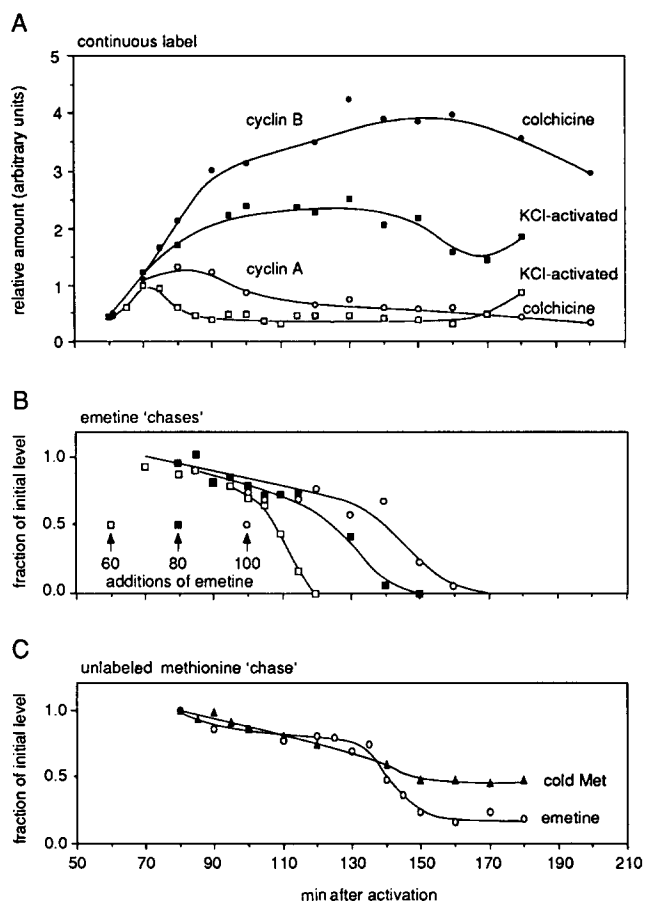 A
continuous label
5
4
3
2
1
0
relative amount (arbitrary units)
cyclin B
colchicine
KCl-activated
cyclin A
KCl-activated
colchicine
B
emetine 'chases'
1.0
0.5
0.0
fraction of initial level
60 80 100
additions of emetine
C
unlabeled methionine 'chase'
1.0
0.5
0.0
fraction of initial level
cold Met
emetine
50 70 90 110 130 150 170 190 210
min after activation